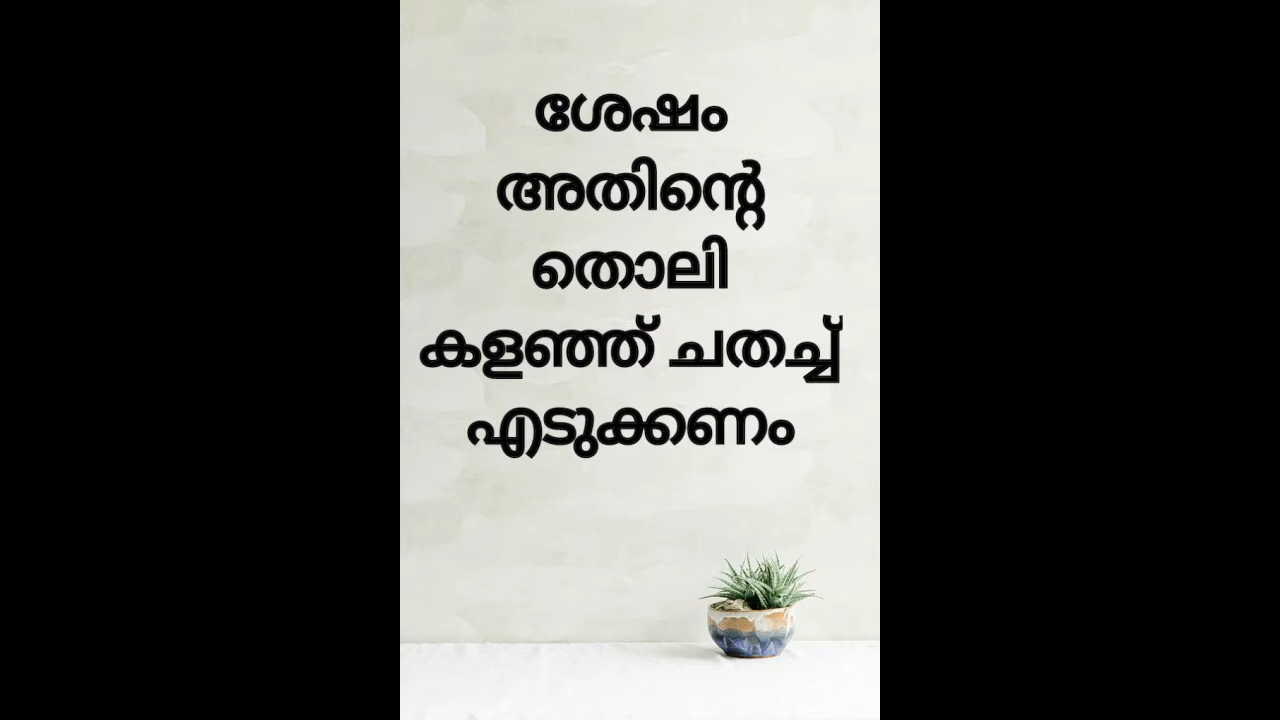 ശേഷം
അതിന്റെ
തൊലി
കളഞ്ഞ് ചതച്ച്
എടുക്കണം